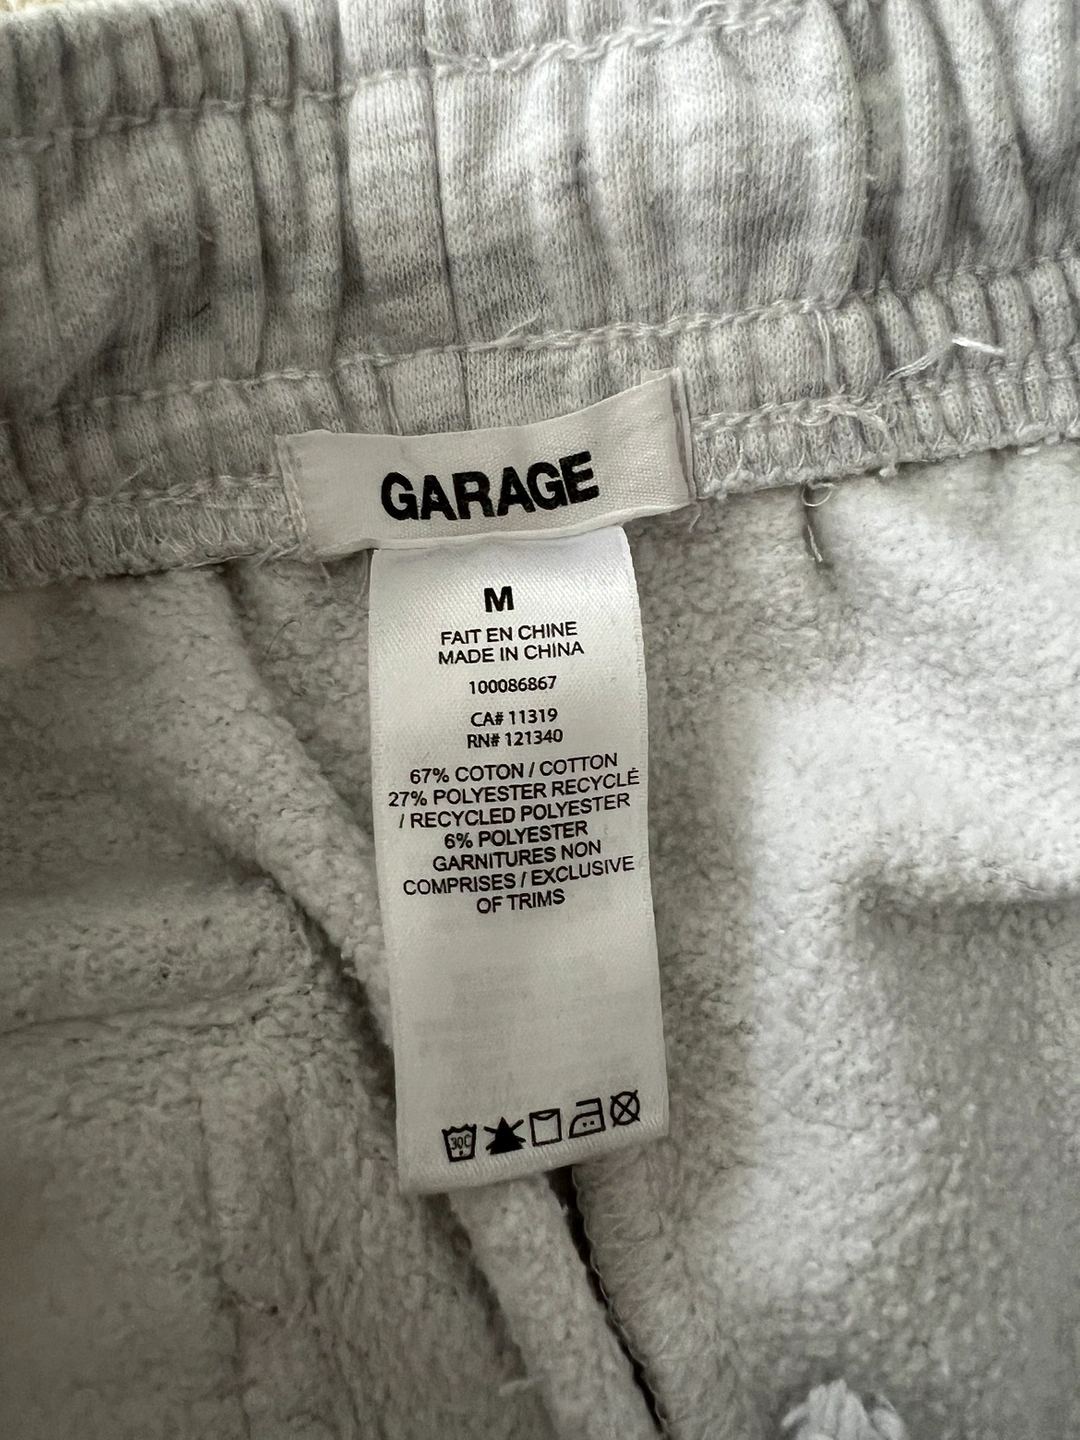 GARAGE
M
FAIT EN CHINE
MADE IN CHINA
100086867
CA# 11319
RN# 121340
67% COTON / COTTON
27% POLYESTER RECYCLÉ
/ RECYCLED POLYESTER
6% POLYESTER
GARNITURES NON
COMPRISES / EXCLUSIVE
OF TRIMS
30C